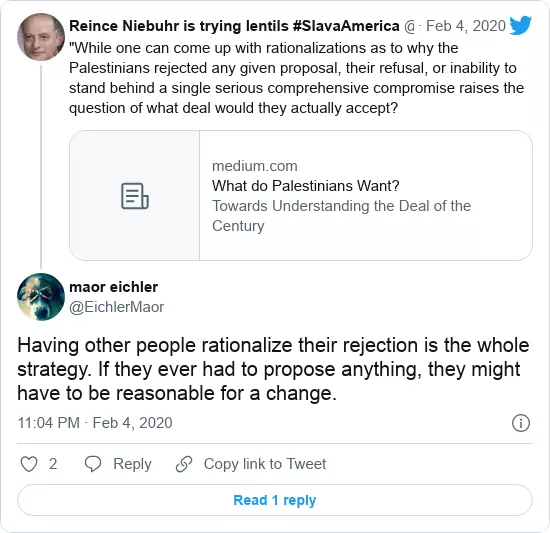 Reince Niebuhr is trying lentils #SlavaAmerica @ · Feb 4, 2020
"While one can come up with rationalizations as to why the
Palestinians rejected any given proposal, their refusal, or inability to
stand behind a single serious comprehensive compromise raises the
question of what deal would they actually accept?
medium.com
What do Palestinians Want?
Towards Understanding the Deal of the
Century
maor eichler
@EichlerMaor
Having other people rationalize their rejection is the whole
strategy. If they ever had to propose anything, they might
have to be reasonable for a change.
11:04 PM · Feb 4, 2020
2 Reply Copy link to Tweet
Read 1 reply